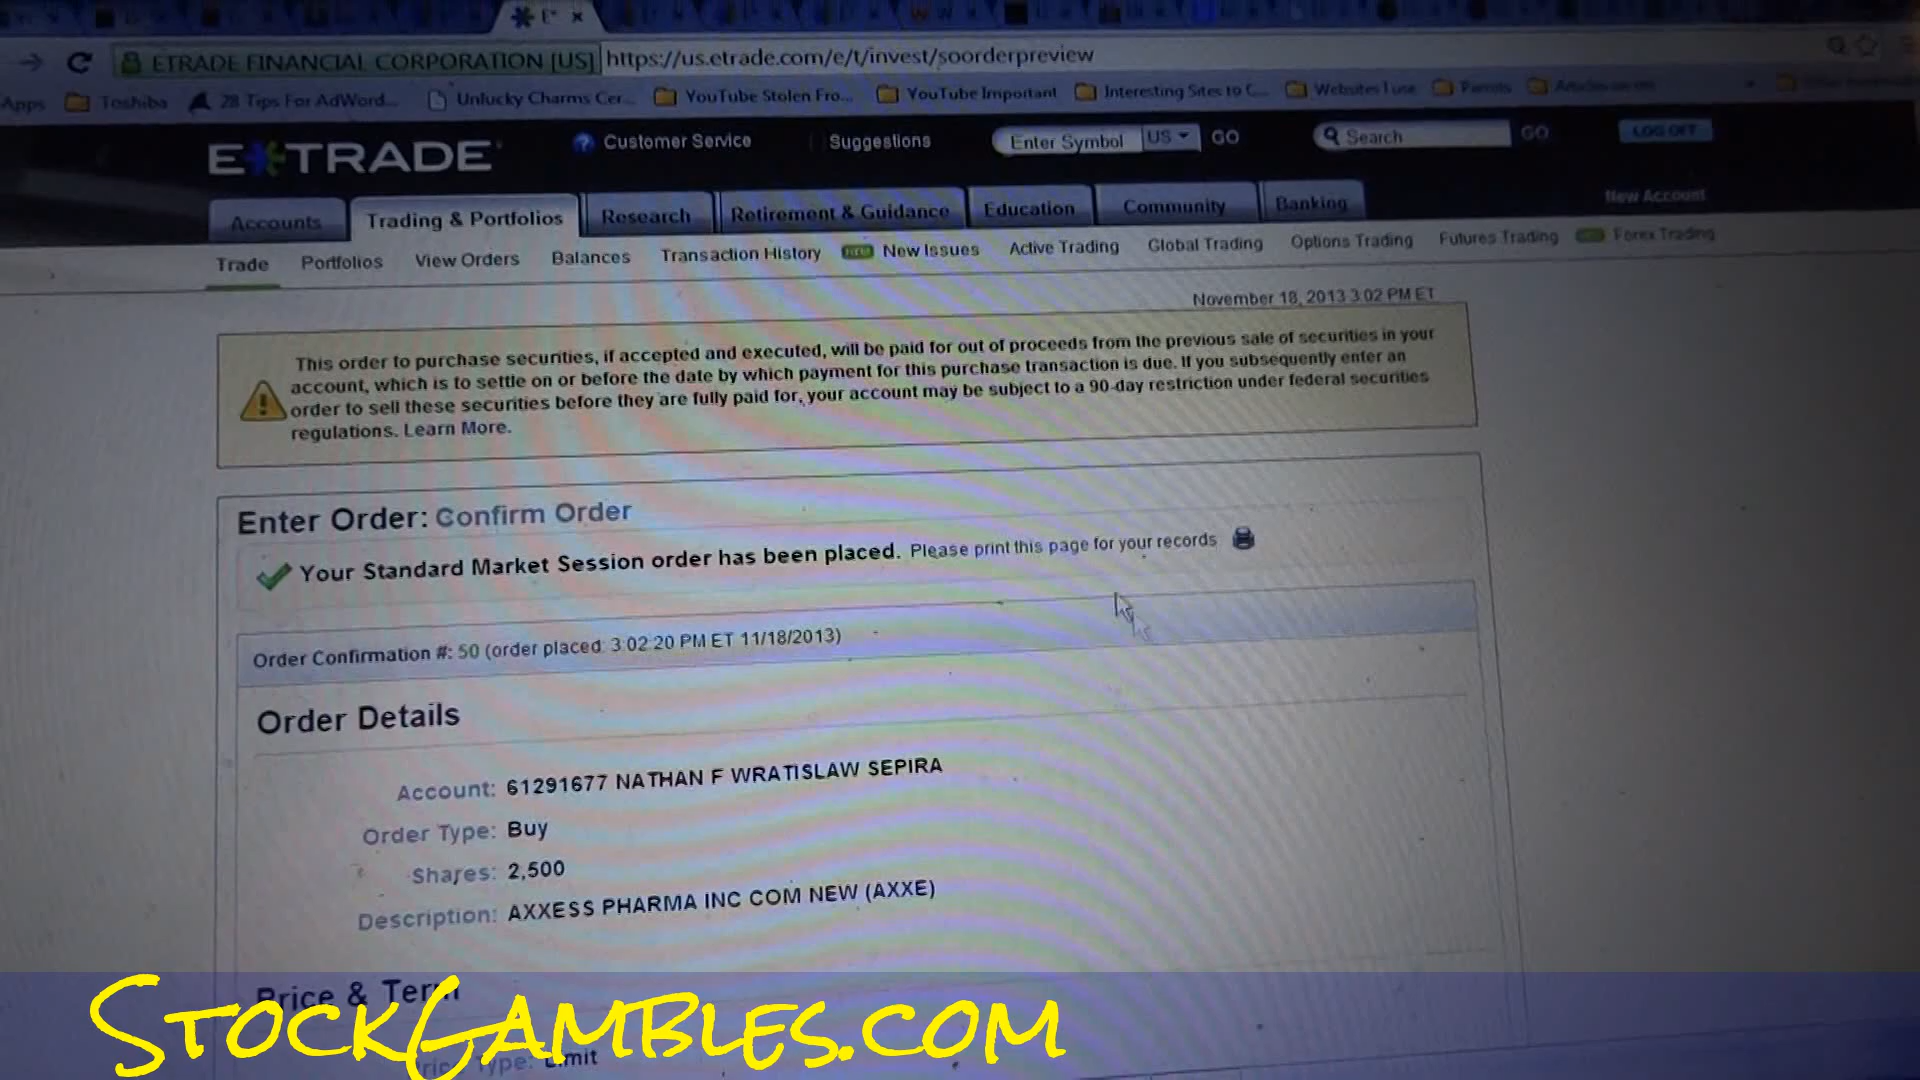 E*
ETRADE FINANCIAL CORPORATION [US] https://us.etrade.com/e/t/invest/soorderpreview
Apps Toshiba 28 Tips For AdWord... Unlucky Charms Cer... YouTube Stolen Fro... YouTube Important Interesting Sites to C... Websites I use Parrots
E*TRADE Customer Service Suggestions Enter Symbol US GO Search GO LOG OFF
Accounts Trading & Portfolios Research Retirement & Guidance Education Community Banking New Account
Trade Portfolios View Orders Balances Transaction History New Issues Active Trading Global Trading Options Trading Futures Trading Forex Trading
November 18, 2013 3:02 PM ET
This order to purchase securities, if accepted and executed, will be paid for out of proceeds from the previous sale of securities in your
account, which is to settle on or before the date by which payment for this purchase transaction is due. If you subsequently enter an
order to sell these securities before they are fully paid for, your account may be subject to a 90-day restriction under federal securities
regulations. Learn More.
Enter Order: Confirm Order
Your Standard Market Session order has been placed. Please print this page for your records
Order Confirmation #: 50 (order placed: 3:02:20 PM ET 11/18/2013)
Order Details
Account: 61291677 NATHAN F WRATISLAW SEPIRA
Order Type: Buy
Shares: 2,500
Description: AXXESS PHARMA INC COM NEW (AXXE)
Price & Term
StockGambles.com
Price Type: Limit